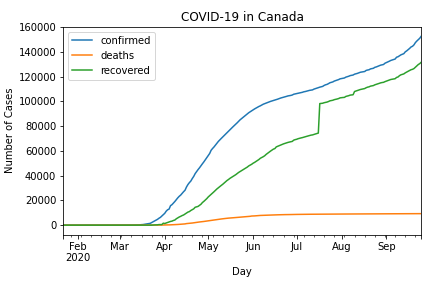 COVID-19 in Canada
confirmed
deaths
recovered
160000
140000
120000
100000
80000
60000
40000
20000
0
Number of Cases
Feb Mar Apr May Jun Jul Aug Sep
2020
Day